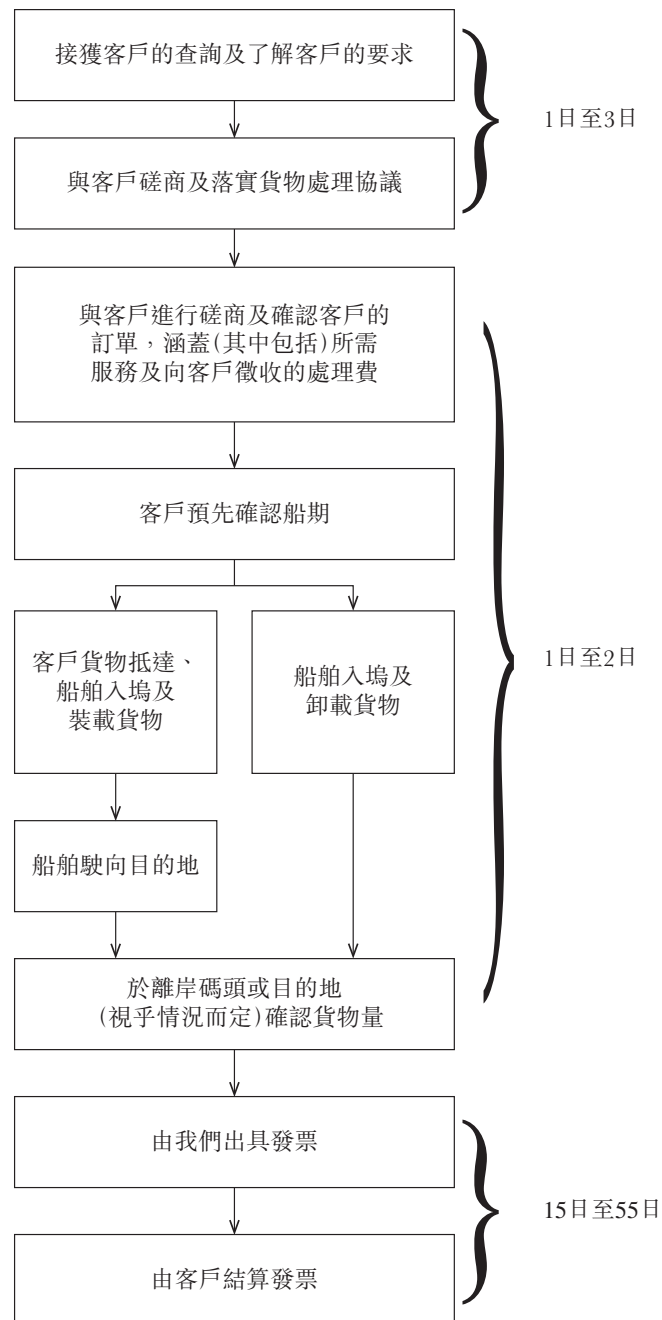 接獲客戶的查詢及了解客戶的要求
1日至3日
與客戶磋商及落實貨物處理協議
與客戶進行磋商及確認客戶的
訂單，涵蓋(其中包括)所需
服務及向客戶徵收的處理費
客戶預先確認船期
客戶貨物抵達、
船舶入塢及
裝載貨物
船舶入塢及
卸載貨物
1日至2日
船舶駛向目的地
於離岸碼頭或目的地
(視乎情況而定)確認貨物量
由我們出具發票
15日至55日
由客戶結算發票